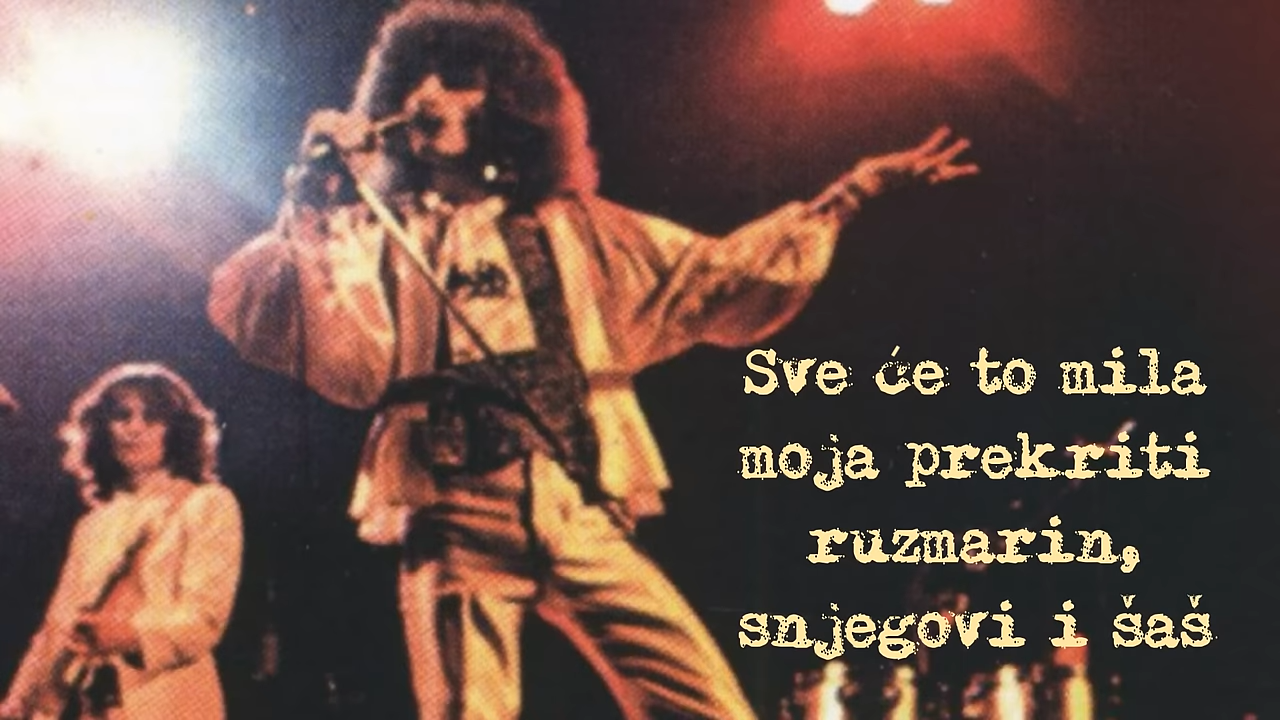 Sve će to mila
moja prekriti
ruzmarin,
snjegovi i šaš